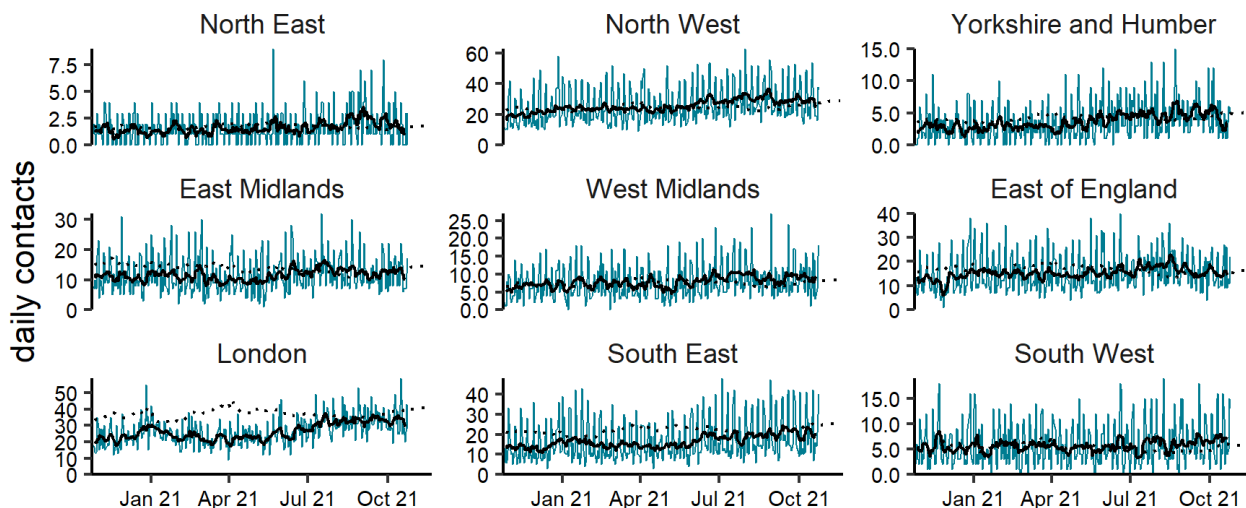 North East North West Yorkshire and Humber
7.5 60 15.0
5.0 40 10.0
2.5 20 5.0
0.0 0 0.0
daily contacts
East Midlands West Midlands East of England
30 25.0 40
20.0 30
20 15.0 20
10 10.0 10
5.0
0 0.0 0
London South East South West
50 40 15.0
40 30 10.0
30 20
20 10 5.0
10
0 0 0.0
Jan 21 Apr 21 Jul 21 Oct 21 Jan 21 Apr 21 Jul 21 Oct 21 Jan 21 Apr 21 Jul 21 Oct 21